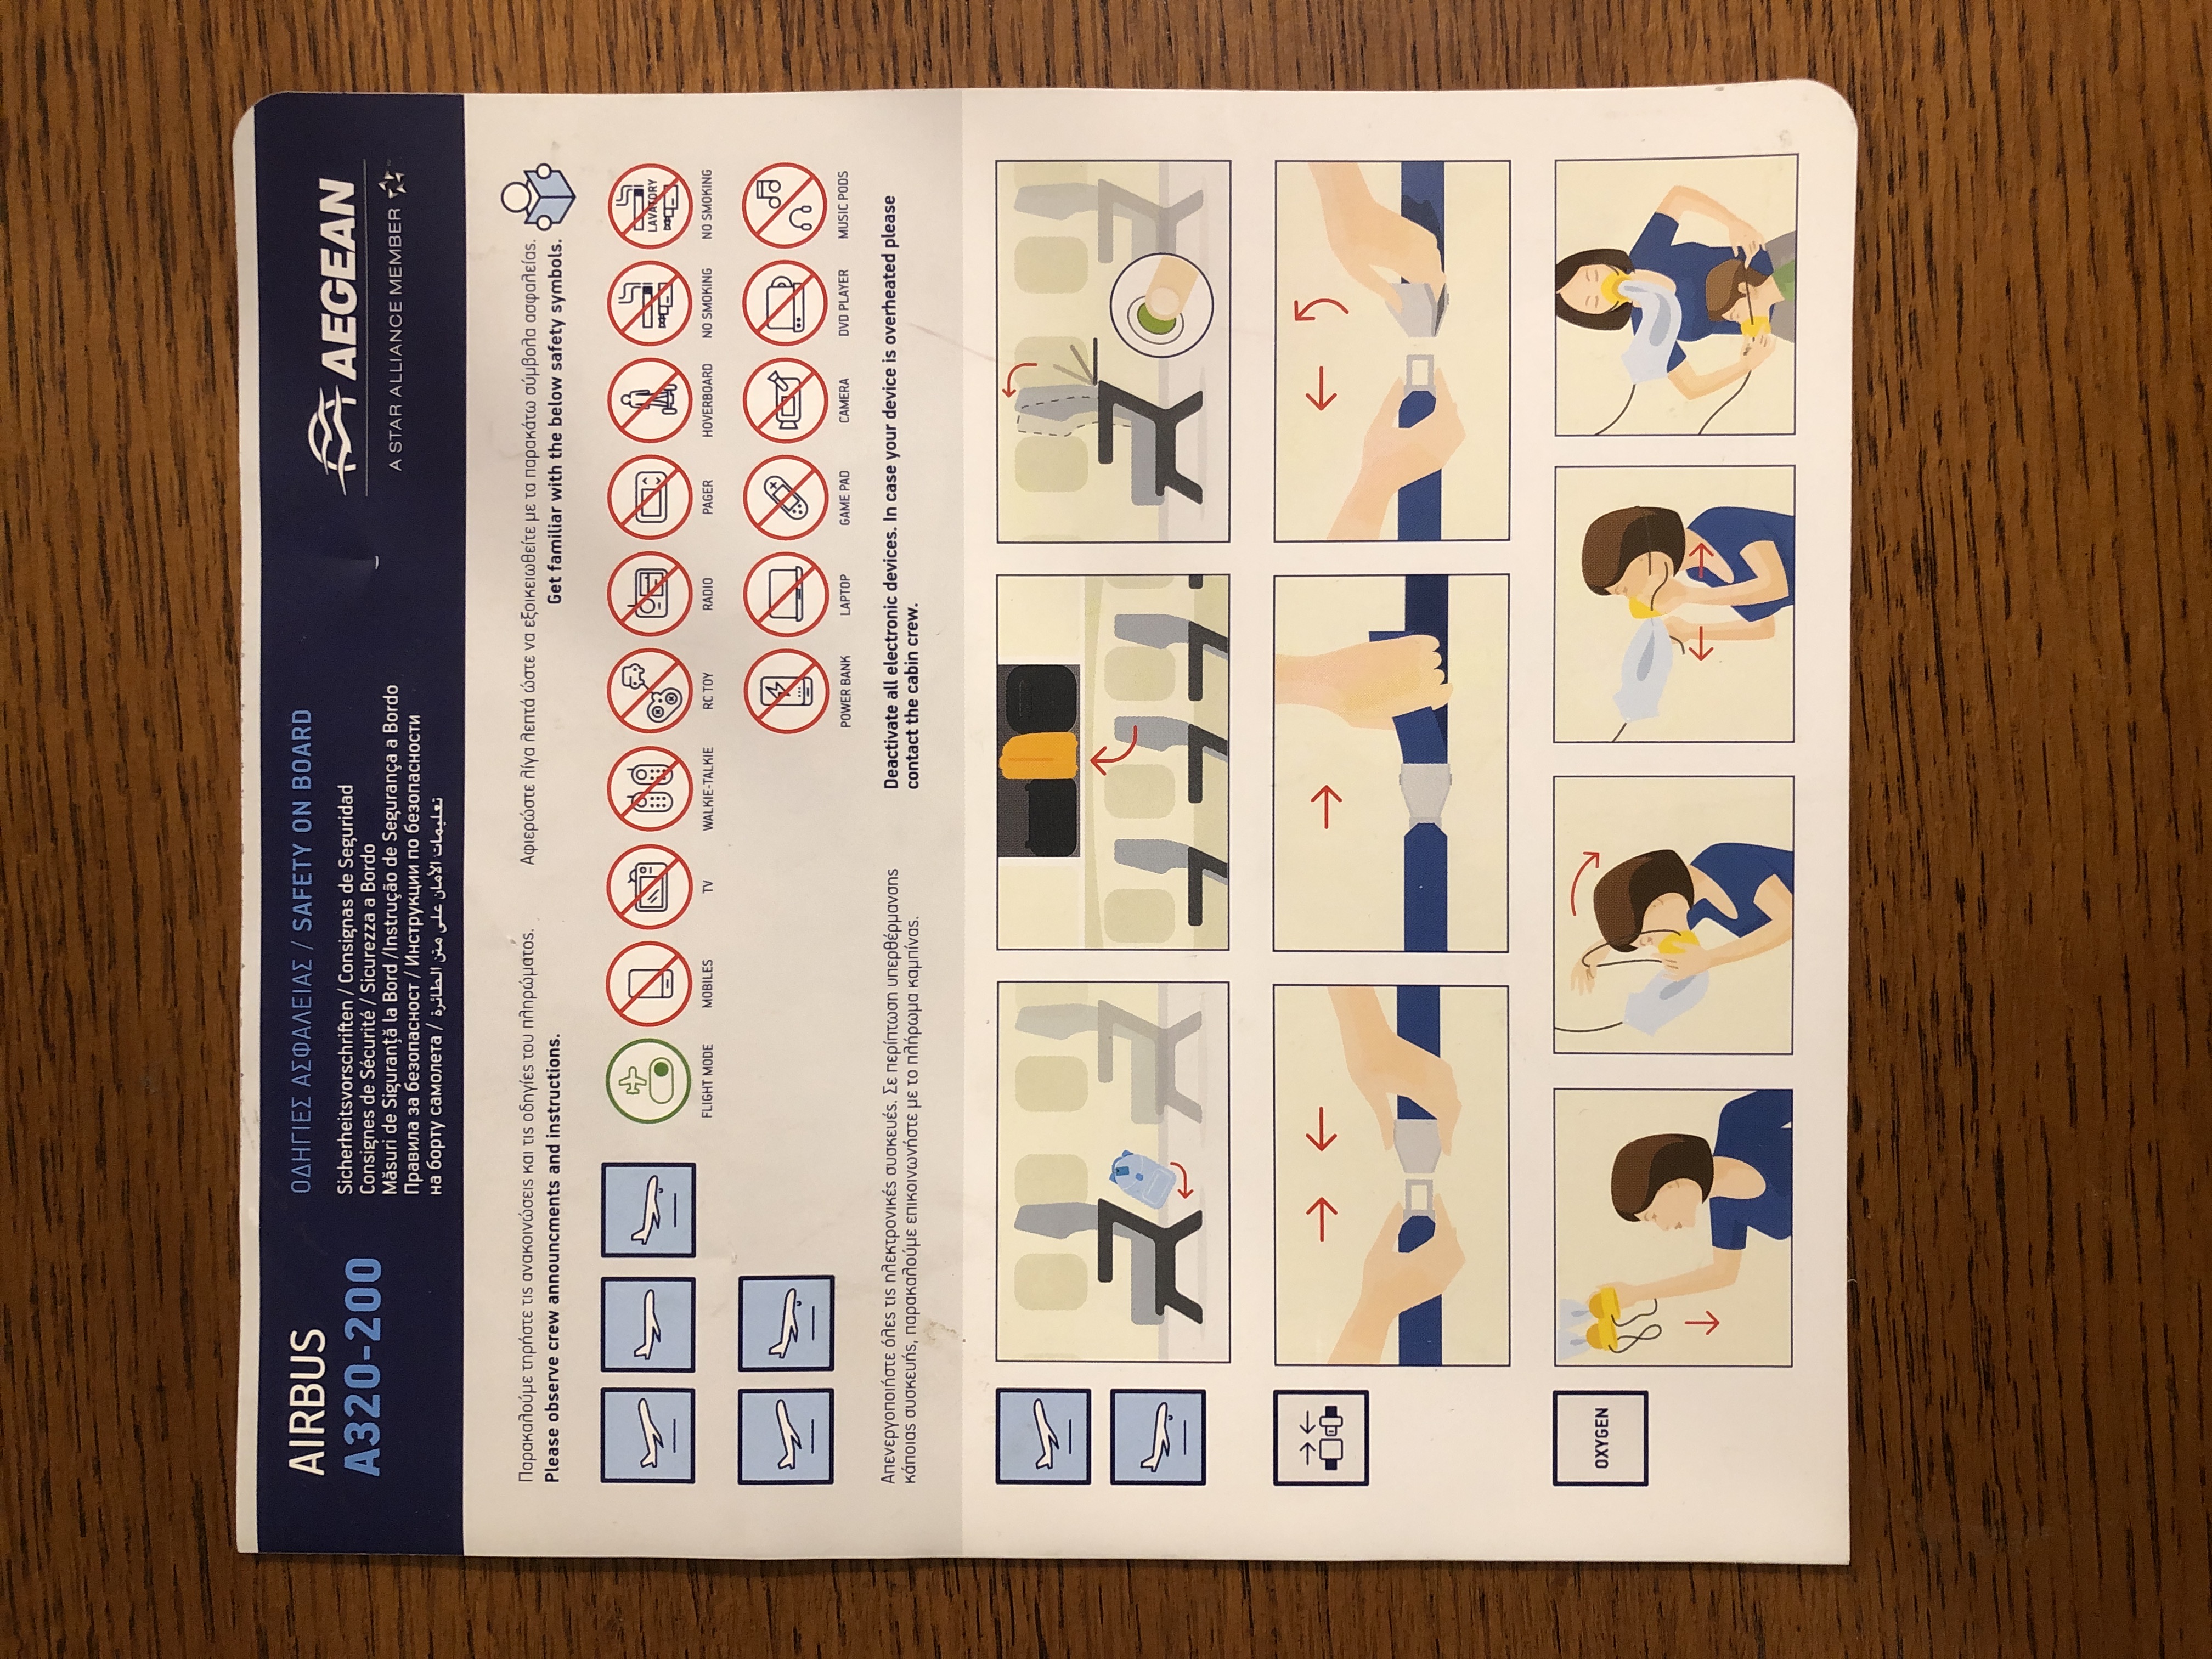 AIRBUS
A320-200
ΟΔΗΓΙΕΣ ΑΣΦΑΛΕΙΑΣ / SAFETY ON BOARD
Sicherheitsvorschriften / Consignas de Seguridad
Consignes de Sécurité / Sicurezza a Bordo
Măsuri de Siguranţă la Bord /Instrução de Segurança a Bordo
Правила за безопасност / Инструкции по безопасности
на борту самолета / تعليمات الأمان على متن الطائرة
AEGEAN
A STAR ALLIANCE MEMBER
Παρακαλούμε τηρήστε τις ανακοινώσεις και τις οδηγίες του πληρώματος.
Please observe crew announcments and instructions.
Αφιερώστε λίγα λεπτά ώστε να εξοικειωθείτε με τα παρακάτω σύμβολα ασφαλείας.
Get familiar with the below safety symbols.
LAVATORY
FLIGHT MODE MOBILES TV WALKIE-TALKIE RC TOY RADIO PAGER HOVERBOARD NO SMOKING NO SMOKING
POWER BANK LAPTOP GAME PAD CAMERA DVD PLAYER MUSIC PODS
Απενεργοποιήστε όλες τις ηλεκτρονικές συσκευές. Σε περίπτωση υπερθέρμανσης
κάποιας συσκευής, παρακαλούμε επικοινωνήστε με το πλήρωμα καμπίνας.
Deactivate all electronic devices. In case your device is overheated please
contact the cabin crew.
OXYGEN